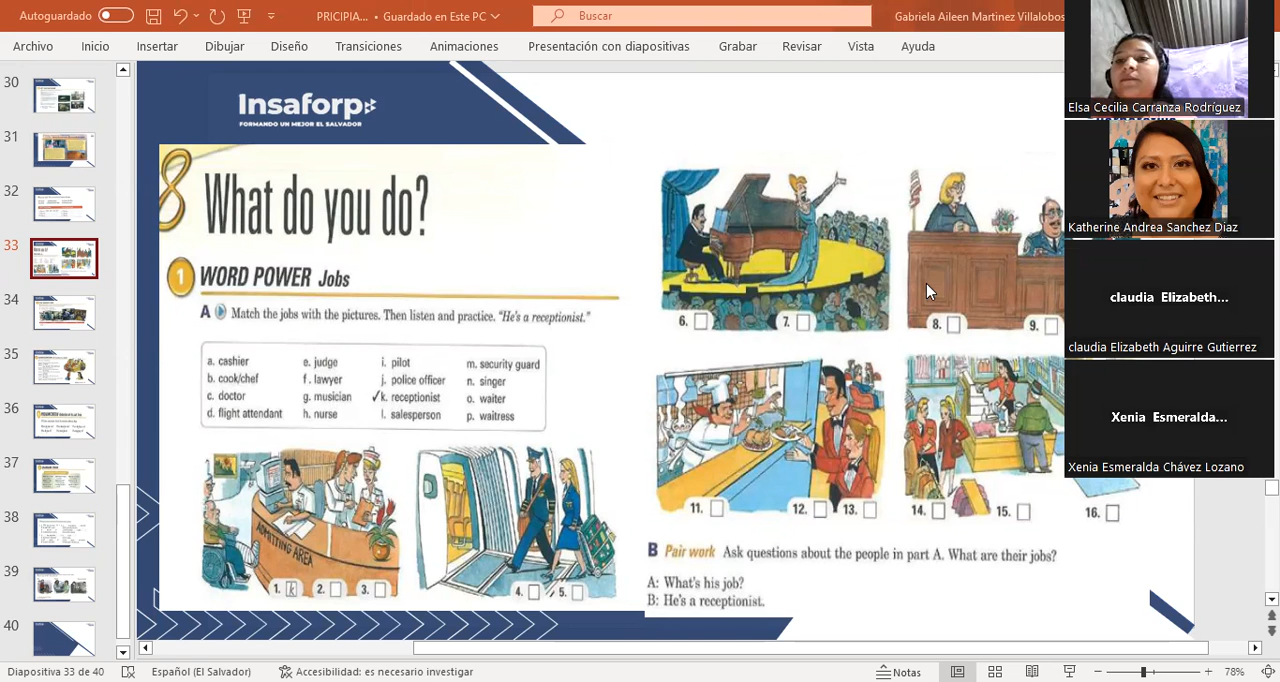 Autoguardado
PRICIPIA... • Guardado en Este PC
Buscar
Gabriela Aileen Martinez Villalobos
Archivo Inicio Insertar Dibujar Diseño Transiciones Animaciones Presentación con diapositivas Grabar Revisar Vista Ayuda
30
31
32
33
34
35
36
37
38
39
40
Insaforp
FORMANDO UN MEJOR EL SALVADOR
8 What do you do?
1 WORD POWER Jobs
A Match the jobs with the pictures. Then listen and practice. "He's a receptionist."
a. cashier e. judge i. pilot m. security guard
b. cook/chef f. lawyer j. police officer n. singer
c. doctor g. musician ✓k. receptionist o. waiter
d. flight attendant h. nurse l. salesperson p. waitress
ADMITTING AREA
1. k 2. 3.
4. 5.
6. 7.
8. 9.
11. 12. 13.
14. 15.
16.
B Pair work Ask questions about the people in part A. What are their jobs?
A: What's his job?
B: He's a receptionist.
Elsa Cecilia Carranza Rodríguez
Katherine Andrea Sanchez Diaz
claudia Elizabeth...
claudia Elizabeth Aguirre Gutierrez
Xenia Esmeralda...
Xenia Esmeralda Chávez Lozano
Diapositiva 33 de 40 Español (El Salvador) Accesibilidad: es necesario investigar Notas 78%